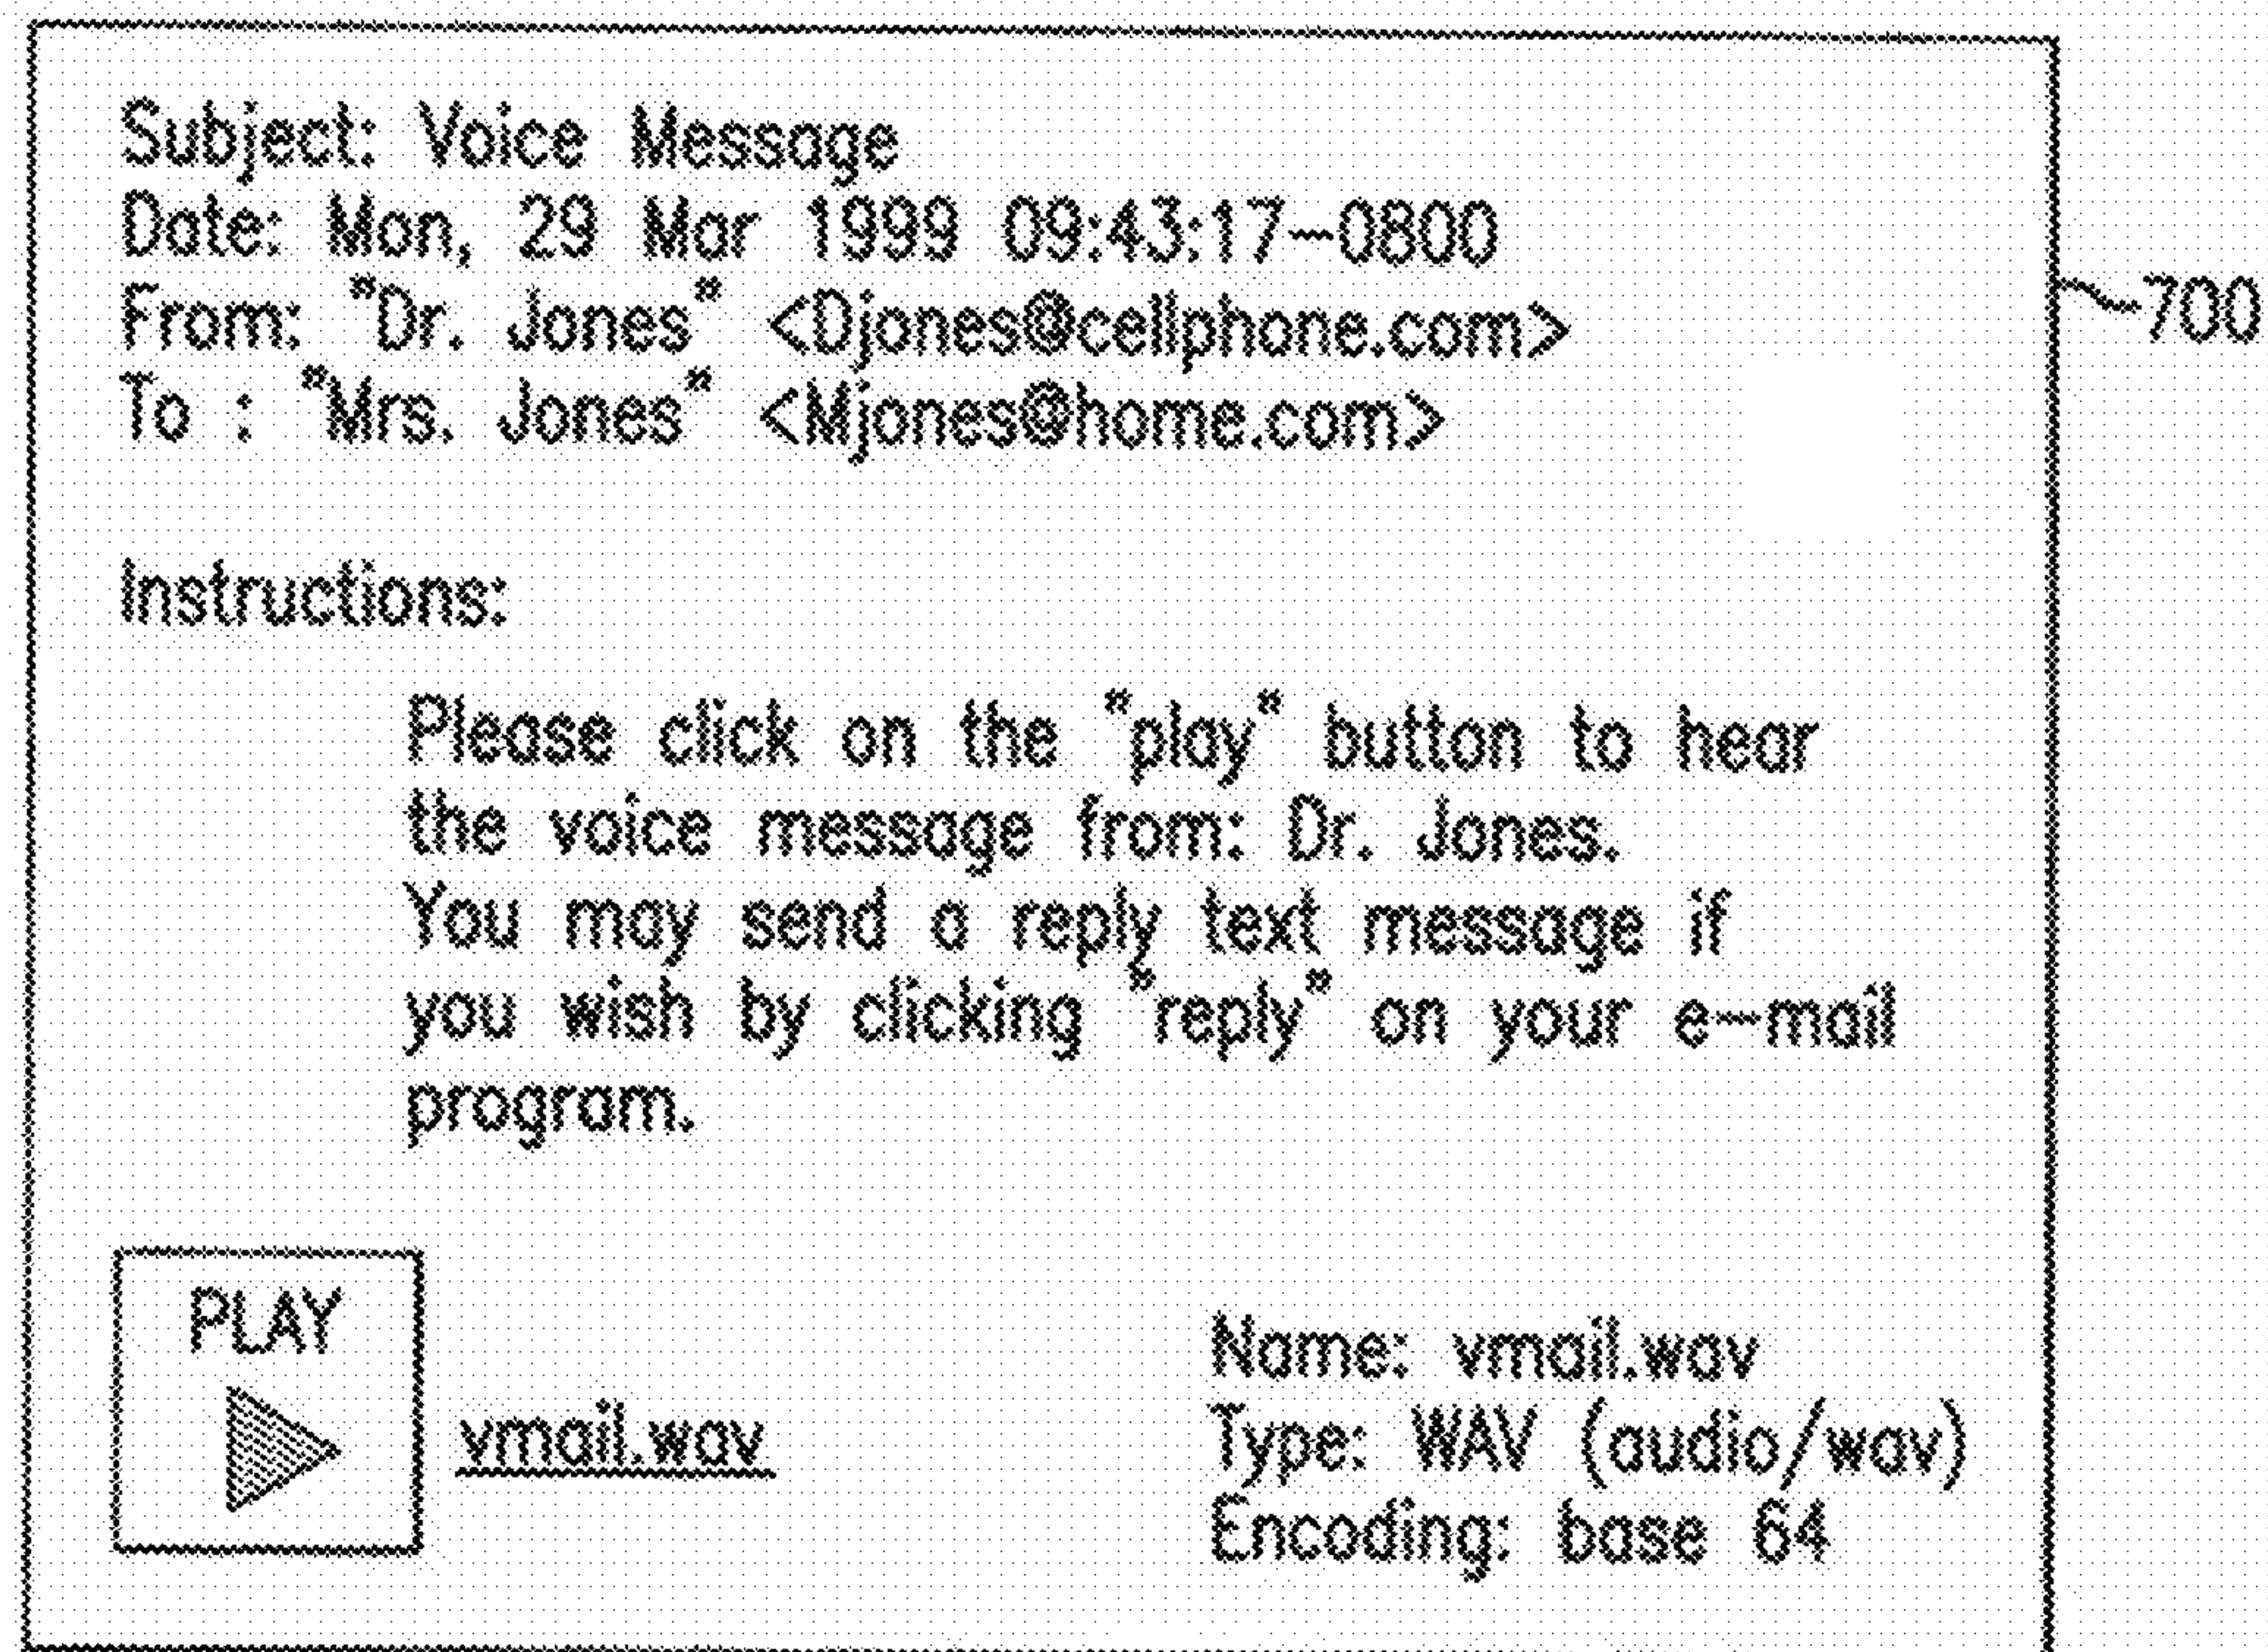 Subject: Voice Message
Date: Mon, 29 Mar 1999 09:43:17-0800
From: "Dr. Jones" <Djones@cellphone.com>
700
To : "Mrs. Jones" <Mjones@home.com>
Instructions:
Please click on the "play" button to hear
the voice message from: Dr. Jones.
You may send a reply text message if
you wish by clicking "reply" on your e-mail
program.
PLAY
vmail.wav
Name: vmail.wav
Type: WAV (audio/wav)
Encoding: base 64